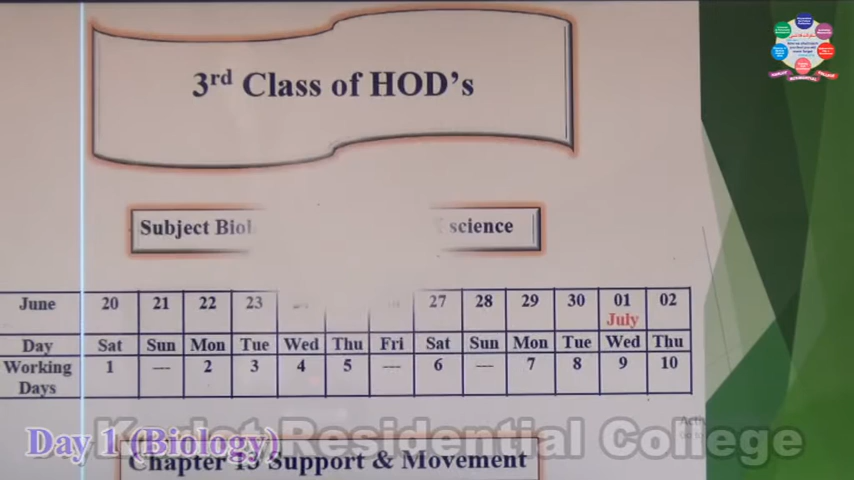 3rd Class of HOD's
Subject science
June 20 21 22 23 27 28 29 30 01 02
July
Day Sat Sun Mon Tue Wed Thu Fri Sat Sun Mon Tue Wed Thu
Working Days 1 --- 2 3 4 5 --- 6 --- 7 8 9 10
Karlot Residential College
Day 1 (Biology)
Chapter Support & Movement